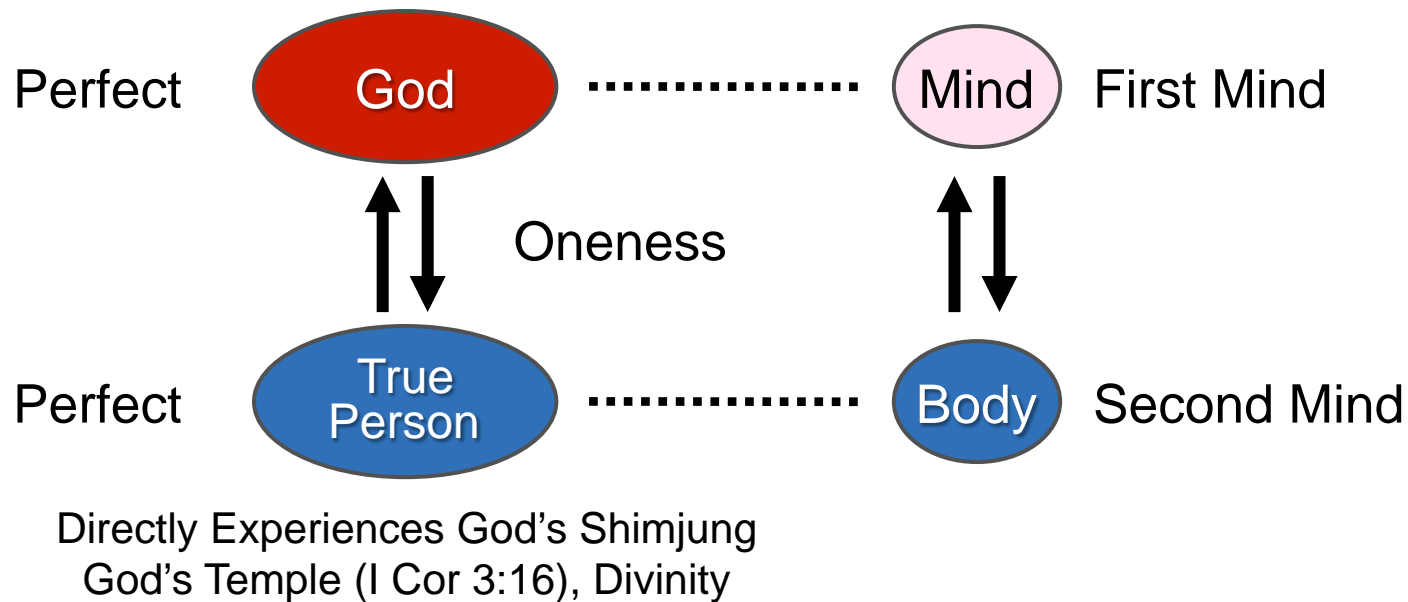 Perfect God Mind First Mind
Oneness
True
Person
Perfect Body Second Mind
Directly Experiences God’s Shimjung
God’s Temple (I Cor 3:16), Divinity